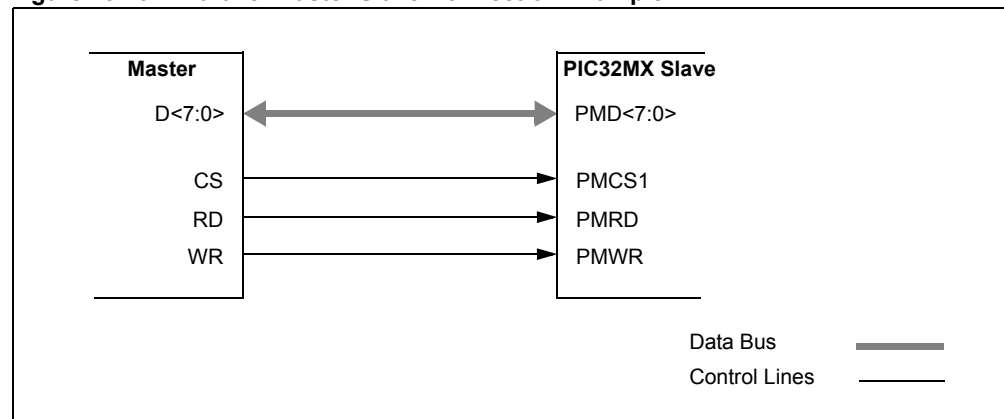 Master PIC32MX Slave
D<7:0> PMD<7:0>
CS PMCS1
RD PMRD
WR PMWR
Data Bus
Control Lines